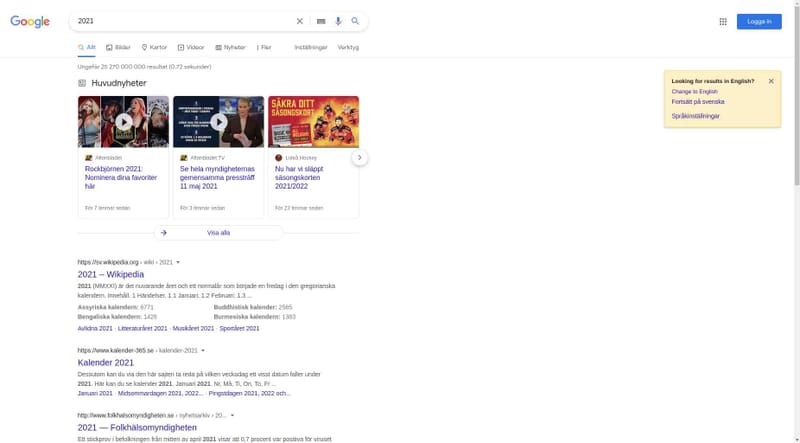 Google
2021
Logga in
Allt
Bilder
Kartor
Videor
Nyheter
Fler
Inställningar
Verktyg
Ungefär 25 270 000 000 resultat (0,72 sekunder)
Looking for results in English?
Change to English
Fortsätt på svenska
Språkinställningar
Huvudnyheter
SÄKRA DITT
SÄSONGSKORT
Aftonbladet
Rockbjörnen 2021:
Nominera dina favoriter
här
För 7 timmar sedan
Aftonbladet TV
Se hela myndigheternas
gemensamma pressträff
11 maj 2021
För 3 timmar sedan
Luleå Hockey
Nu har vi släppt
säsongskorten
2021/2022
För 23 timmar sedan
Visa alla
https://sv.wikipedia.org › wiki › 2021
2021 – Wikipedia
2021 (MMXXI) är det nuvarande året och ett normalår som började en fredag i den gregorianska
kalendern. Innehåll. 1 Händelser. 1.1 Januari; 1.2 Februari; 1.3 ...
Assyriska kalendern: 6771
Buddhistisk kalender: 2565
Bengaliska kalendern:
Burmesiska kalendern: 1383
Avlidna 2021 · Litteraturåret 2021 · Musikåret 2021 · Sportåret 2021
https://www.kalender-365.se › kalender-2021
Kalender 2021
Dessutom kan du via den här sajten ta reda på vilken veckodag ett visst datum faller under
2021. Här kan du se kalender 2021. Januari 2021. Nr, Må, Ti, On, To, Fr ...
Januari 2021 · Midsommardagen 2021, 2022... · Pingstdagen 2021, 2022 och...
http://www.folkhalsomyndigheten.se › nyhetsarkiv › 20...
2021 — Folkhälsomyndigheten
Ett stickprov i befolkningen från mitten av april 2021 visar att 0,7 procent var positiva för viruset